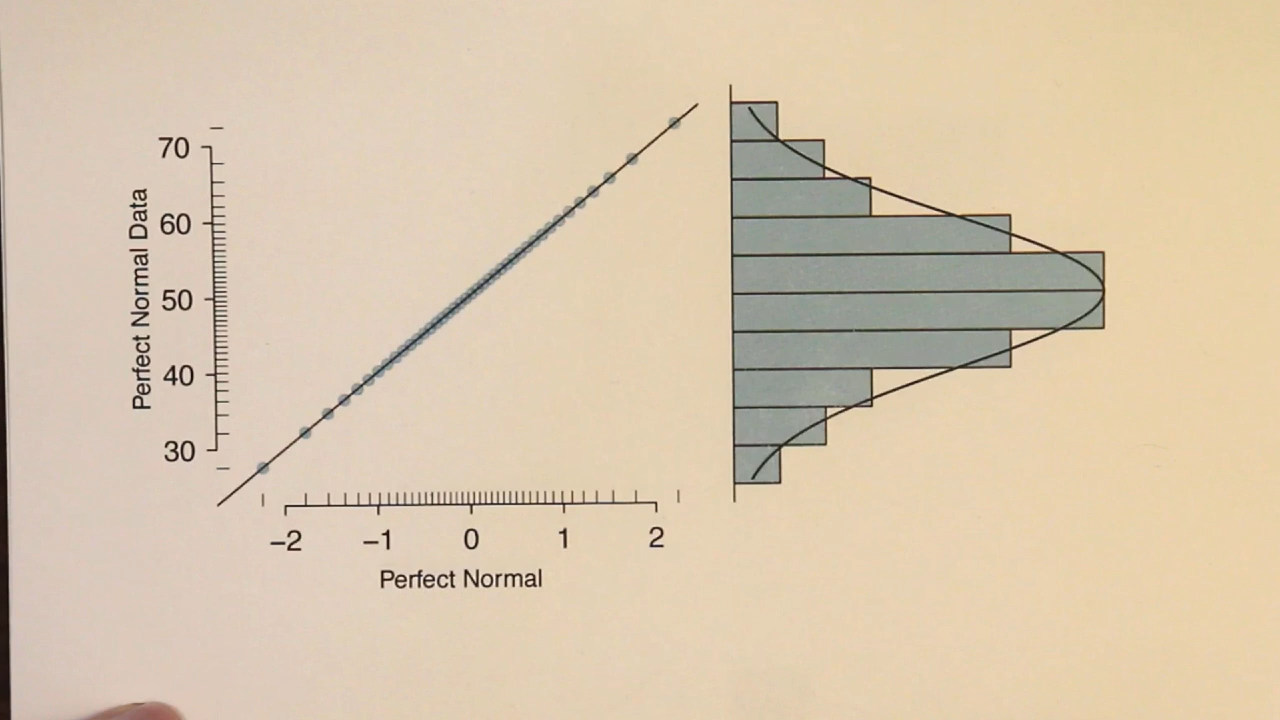 70
60
50
40
30
Perfect Normal Data
−2 −1 0 1 2
Perfect Normal